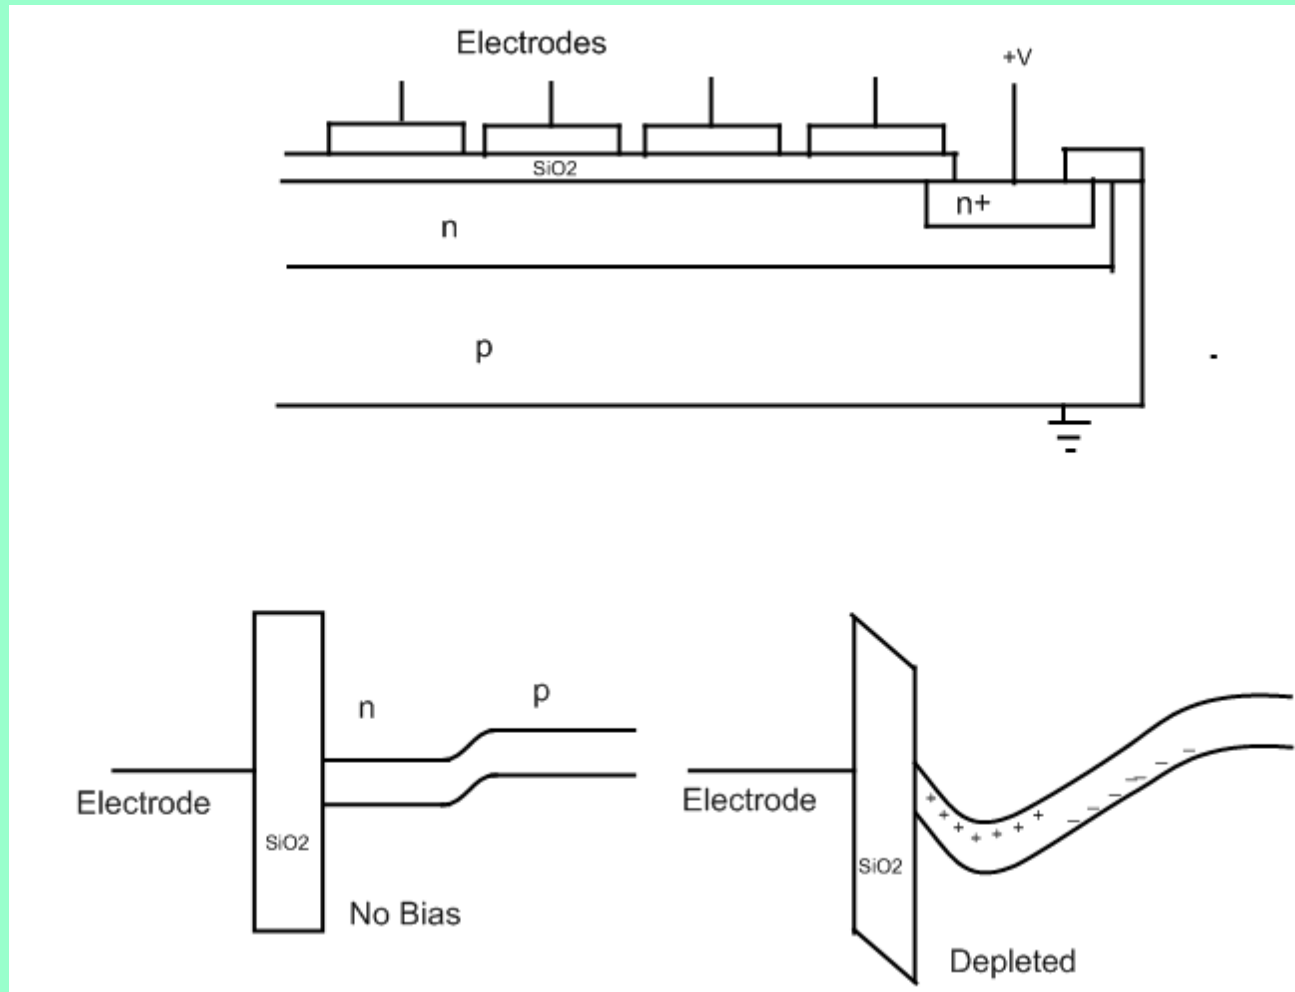 Electrodes
+V
SiO2
n+
n
p
n
p
Electrode
SiO2
No Bias
Electrode
+ + + + + + +
– – – – – – –
SiO2
Depleted